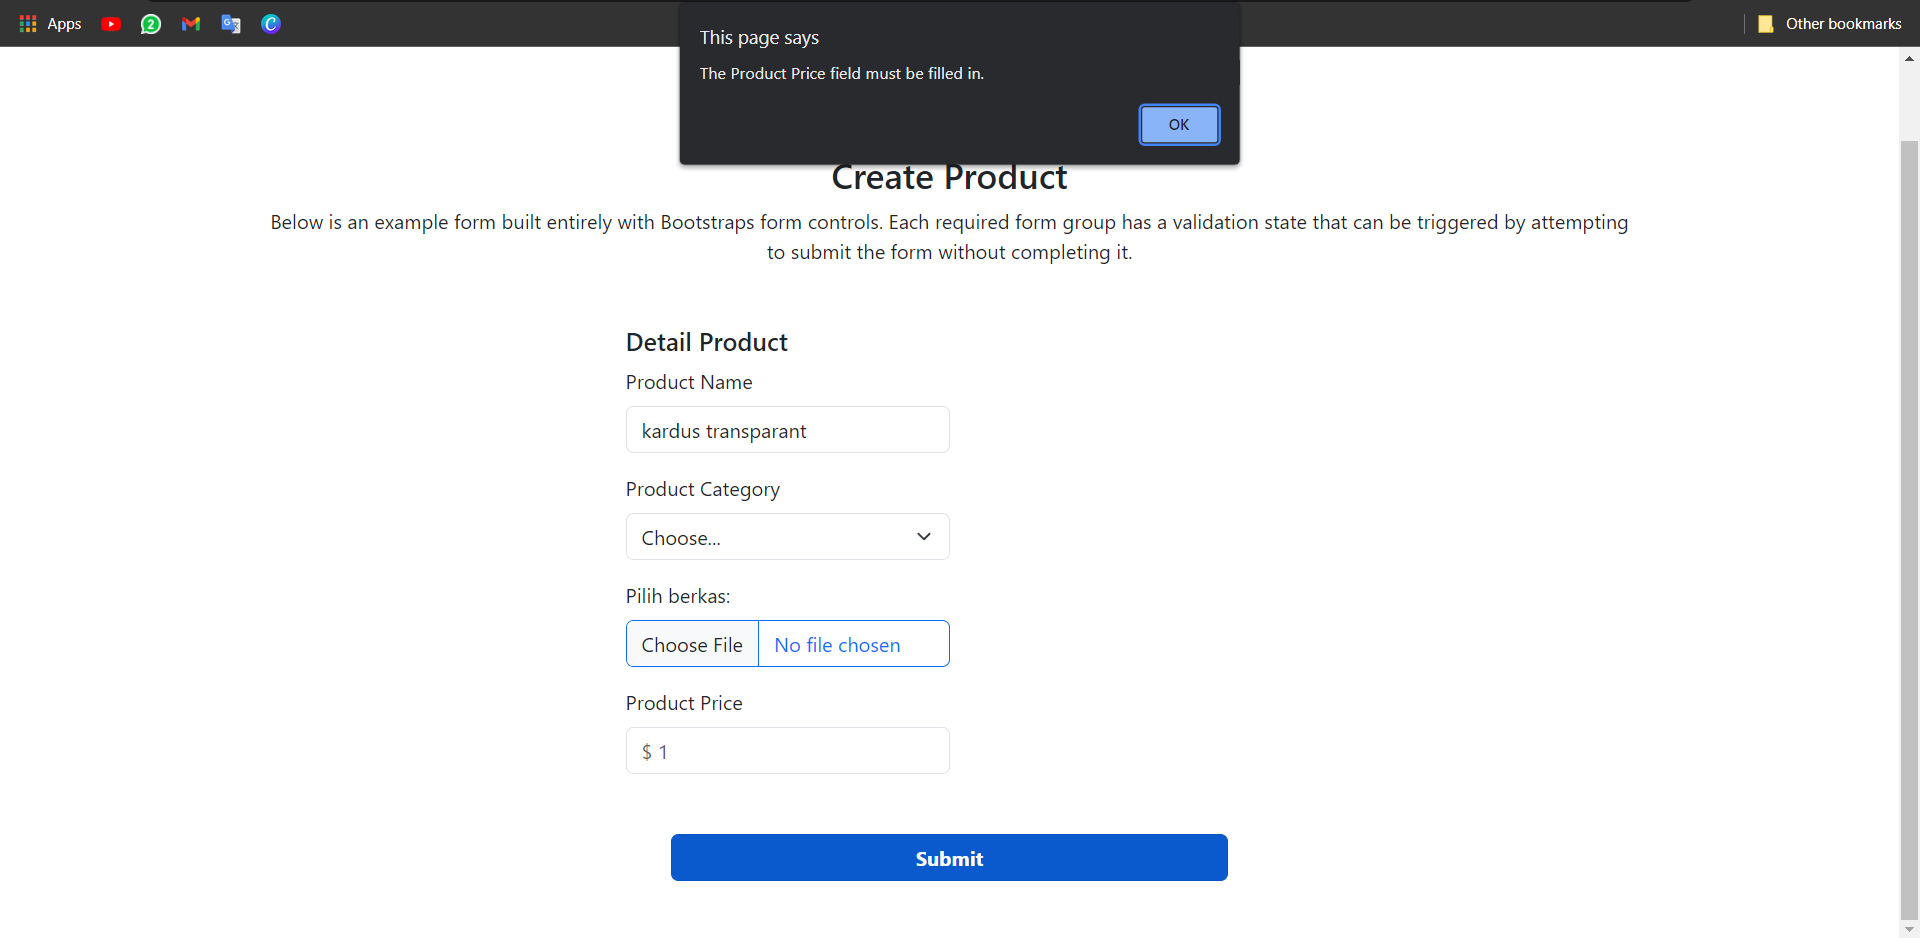 Apps
2
Other bookmarks
This page says
The Product Price field must be filled in.
OK
Create Product
Below is an example form built entirely with Bootstraps form controls. Each required form group has a validation state that can be triggered by attempting
to submit the form without completing it.
Detail Product
Product Name
kardus transparant
Product Category
Choose...
Pilih berkas:
Choose File No file chosen
Product Price
$ 1
Submit